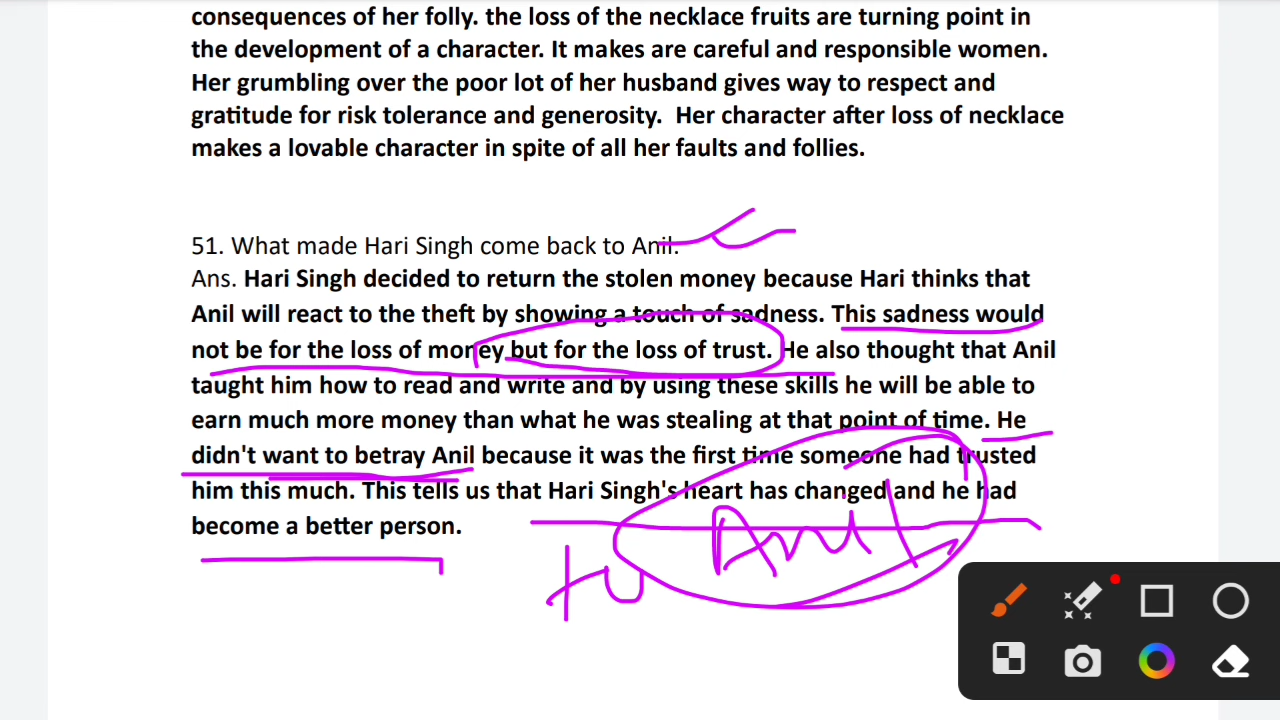 consequences of her folly. the loss of the necklace fruits are turning point in
the development of a character. It makes are careful and responsible women.
Her grumbling over the poor lot of her husband gives way to respect and
gratitude for risk tolerance and generosity. Her character after loss of necklace
makes a lovable character in spite of all her faults and follies.
51. What made Hari Singh come back to Anil.
Ans. Hari Singh decided to return the stolen money because Hari thinks that
Anil will react to the theft by showing a touch of sadness. This sadness would
not be for the loss of money but for the loss of trust. He also thought that Anil
taught him how to read and write and by using these skills he will be able to
earn much more money than what he was stealing at that point of time. He
didn't want to betray Anil because it was the first time someone had trusted
him this much. This tells us that Hari Singh's heart has changed and he had
become a better person.
to Anil